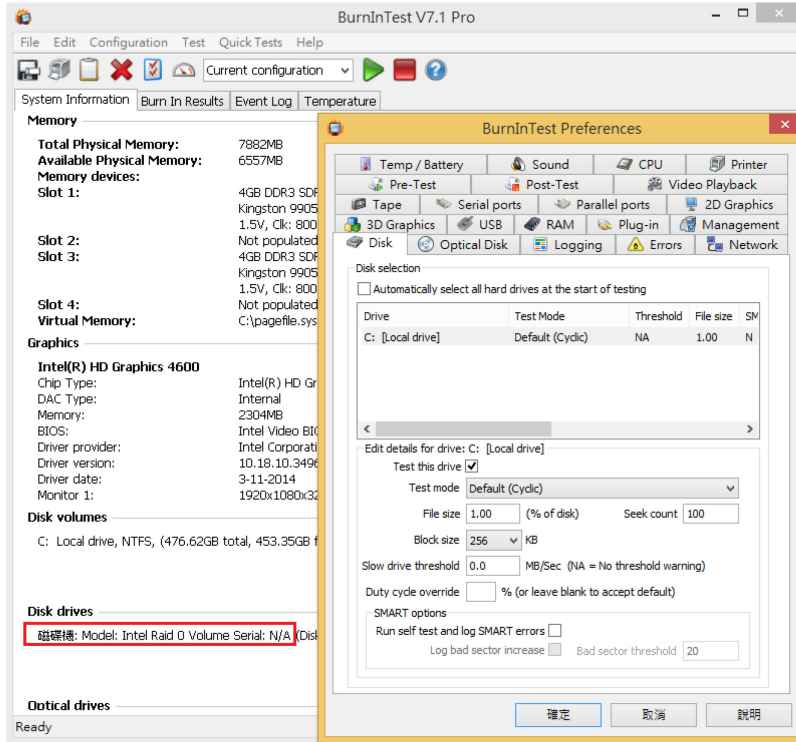 BurnInTest V7.1 Pro
File Edit Configuration Test Quick Tests Help
Current configuration
System Information Burn In Results Event Log Temperature
Memory
Total Physical Memory: 7882MB
Available Physical Memory: 6557MB
Memory devices:
Slot 1: 4GB DDR3 SDF
Kingston 9905
1.5V, Clk: 800
Slot 2: Not populated
Slot 3: 4GB DDR3 SDF
Kingston 9905
1.5V, Clk: 800
Slot 4: Not populated
Virtual Memory: C:\pagefile.sys
Graphics
Intel(R) HD Graphics 4600
Chip Type: Intel(R) HD Gr
DAC Type: Internal
Memory: 2304MB
BIOS: Intel Video BIO
Driver provider: Intel Corporati
Driver version: 10.18.10.3496
Driver date: 3-11-2014
Monitor 1: 1920x1080x32
Disk volumes
C: Local drive, NTFS, (476.62GB total, 453.35GB f
Disk drives
磁碟機: Model: Intel Raid 0 Volume Serial: N/A (Disk
Optical drives
Ready
BurnInTest Preferences
Temp / Battery Sound CPU Printer
Pre-Test Post-Test Video Playback
Tape Serial ports Parallel ports 2D Graphics
3D Graphics USB RAM Plug-in Management
Disk Optical Disk Logging Errors Network
Disk selection
Automatically select all hard drives at the start of testing
Drive Test Mode Threshold File size SM
C: [Local drive] Default (Cyclic) NA 1.00 N
Edit details for drive: C: [Local drive]
Test this drive
Test mode Default (Cyclic)
File size 1.00 (% of disk) Seek count 100
Block size 256 KB
Slow drive threshold 0.0 MB/Sec (NA = No threshold warning)
Duty cycle override % (or leave blank to accept default)
SMART options
Run self test and log SMART errors
Log bad sector increase Bad sector threshold 20
確定 取消 說明